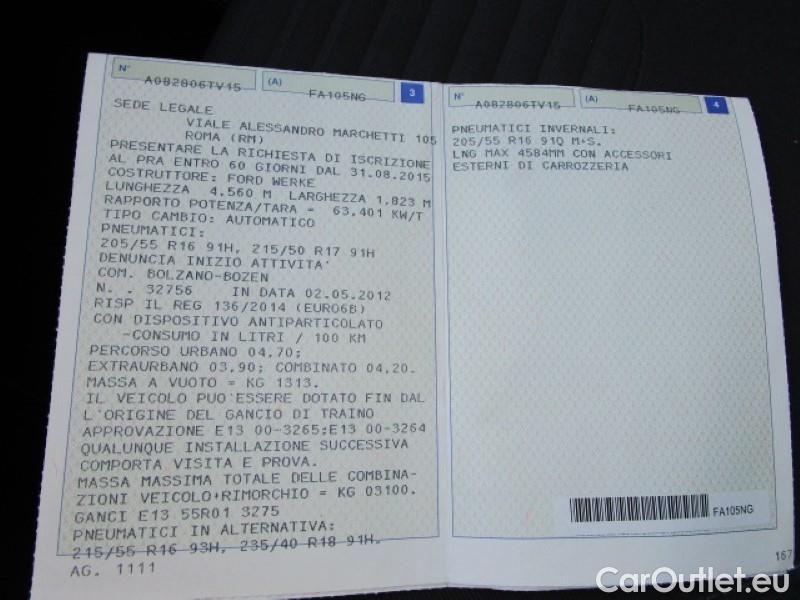 N° A082806TV15 (A) FA105NG 3
SEDE LEGALE
VIALE ALESSANDRO MARCHETTI 105
ROMA (RM)
PRESENTARE LA RICHIESTA DI ISCRIZIONE
AL PRA ENTRO 60 GIORNI DAL 31.08.2015
COSTRUTTORE: FORD WERKE
LUNGHEZZA 4.560 M LARGHEZZA 1.823 M
RAPPORTO POTENZA/TARA = 63,401 KW/T
TIPO CAMBIO: AUTOMATICO
PNEUMATICI:
205/55 R16 91H, 215/50 R17 91H
DENUNCIA INIZIO ATTIVITA'
COM. BOLZANO-BOZEN
N. . 32756 IN DATA 02.05.2012
RISP IL REG 136/2014 (EURO6B)
CON DISPOSITIVO ANTIPARTICOLATO
-CONSUMO IN LITRI / 100 KM
PERCORSO URBANO 04.70;
EXTRAURBANO 03.90; COMBINATO 04.20.
MASSA A VUOTO = KG 1313.
IL VEICOLO PUO'ESSERE DOTATO FIN DAL
L'ORIGINE DEL GANCIO DI TRAINO
APPROVAZIONE E13 00-3265;E13 00-3264
QUALUNQUE INSTALLAZIONE SUCCESSIVA
COMPORTA VISITA E PROVA.
MASSA MASSIMA TOTALE DELLE COMBINA-
ZIONI VEICOLO+RIMORCHIO = KG 03100.
GANCI E13 55R01 3275
PNEUMATICI IN ALTERNATIVA:
215/55 R16 93H, 235/40 R18 91H.
AG. 1111
N° A082806TV15 (A) FA105NG 4
PNEUMATICI INVERNALI:
205/55 R16 91Q M+S.
LNG MAX 4584MM CON ACCESSORI
ESTERNI DI CARROZZERIA
FA105NG
167
CarOutlet.eu